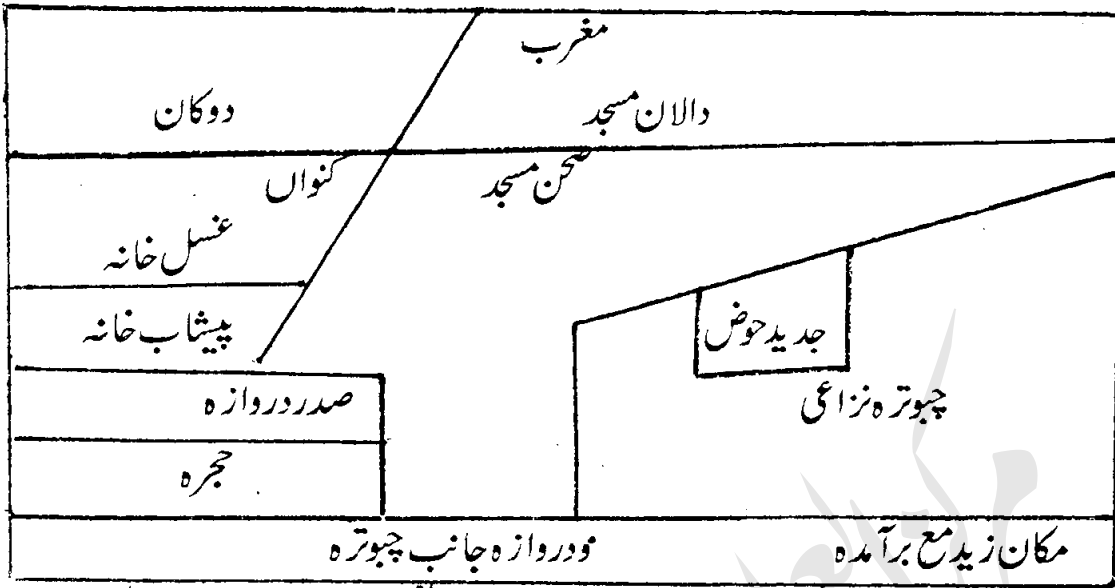 مغرب
دالان مسجد
دوکان
صحن مسجد
کنواں
غسل خانہ
پیشاب خانہ
جدید حوض
چبوترہ نزاعی
صدر دروازہ
حجرہ
مکان زید مع برآمدہ
ودروازہ جانب چبوترہ